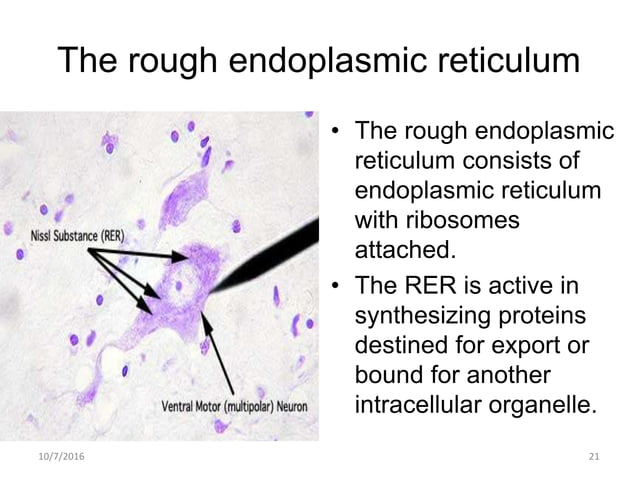 The rough endoplasmic reticulum
Nissl Substance (RER)
Ventral Motor (multipolar) Neuron
• The rough endoplasmic
reticulum consists of
endoplasmic reticulum
with ribosomes
attached.
• The RER is active in
synthesizing proteins
destined for export or
bound for another
intracellular organelle.
10/7/2016
21